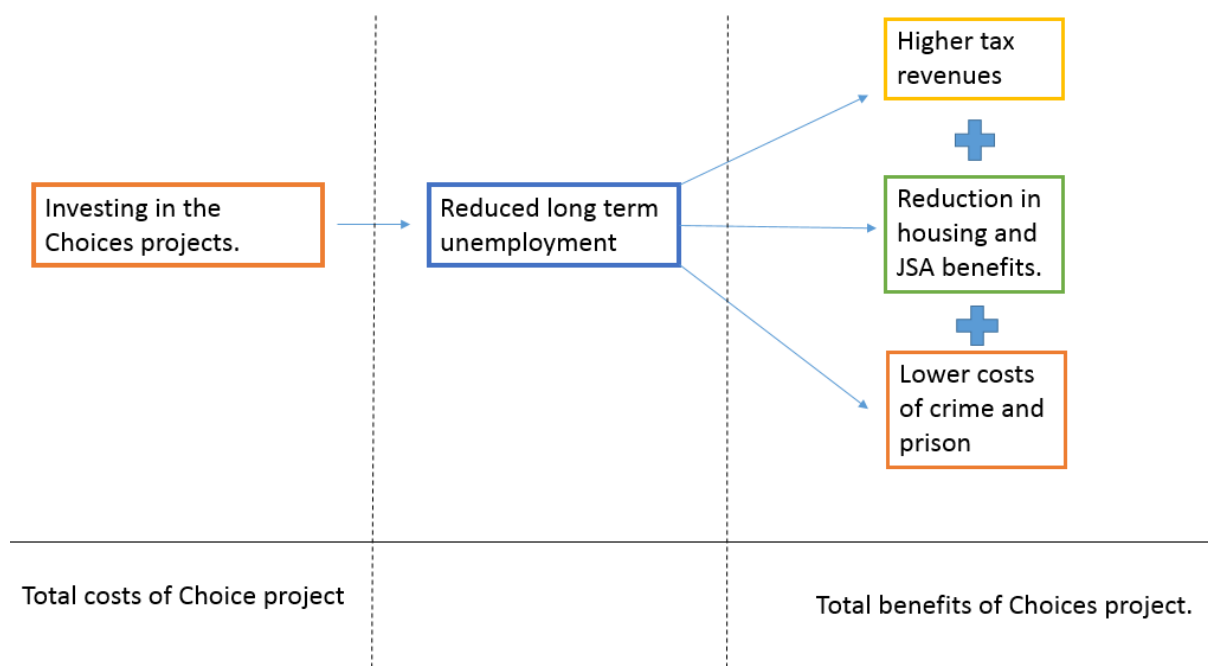 Higher tax
revenues
Investing in the
Choices projects.
Reduced long term
unemployment
Reduction in
housing and
JSA benefits.
Lower costs
of crime and
prison
Total costs of Choice project
Total benefits of Choices project.